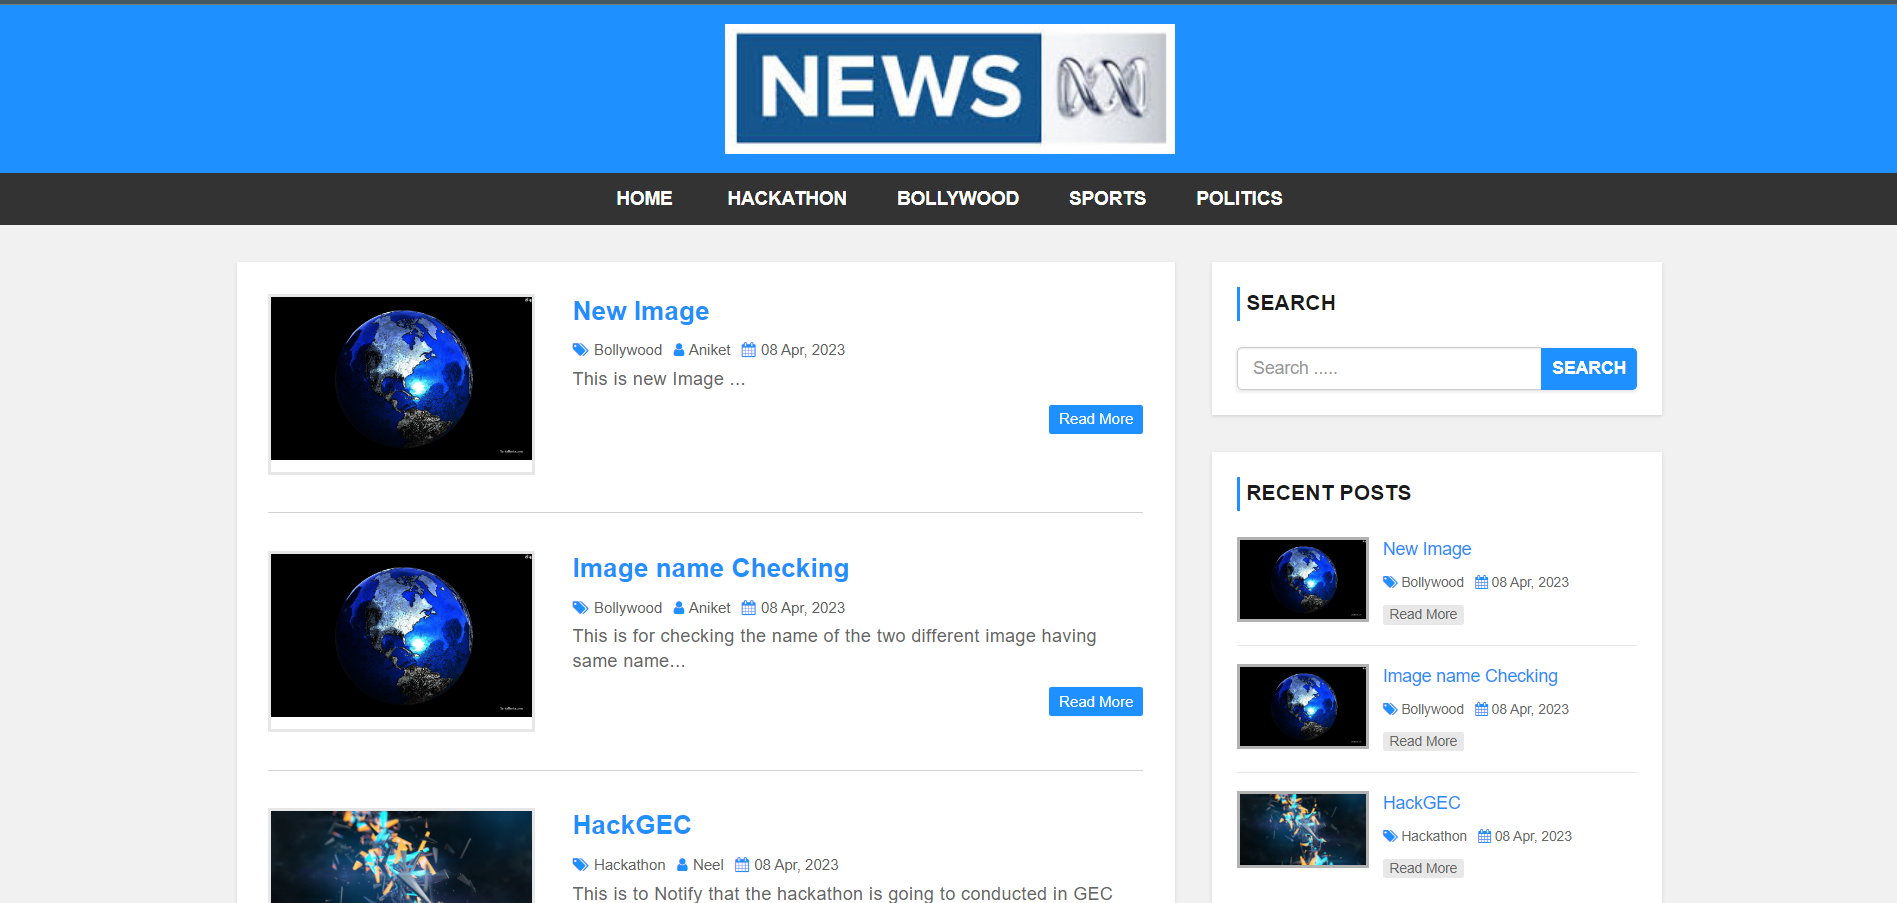 NEWS
HOME HACKATHON BOLLYWOOD SPORTS POLITICS
New Image
Bollywood Aniket 08 Apr, 2023
This is new Image ...
Read More
Image name Checking
Bollywood Aniket 08 Apr, 2023
This is for checking the name of the two different image having
same name...
Read More
HackGEC
Hackathon Neel 08 Apr, 2023
This is to Notify that the hackathon is going to conducted in GEC
SEARCH
Search ..... SEARCH
RECENT POSTS
New Image
Bollywood 08 Apr, 2023
Read More
Image name Checking
Bollywood 08 Apr, 2023
Read More
HackGEC
Hackathon 08 Apr, 2023
Read More